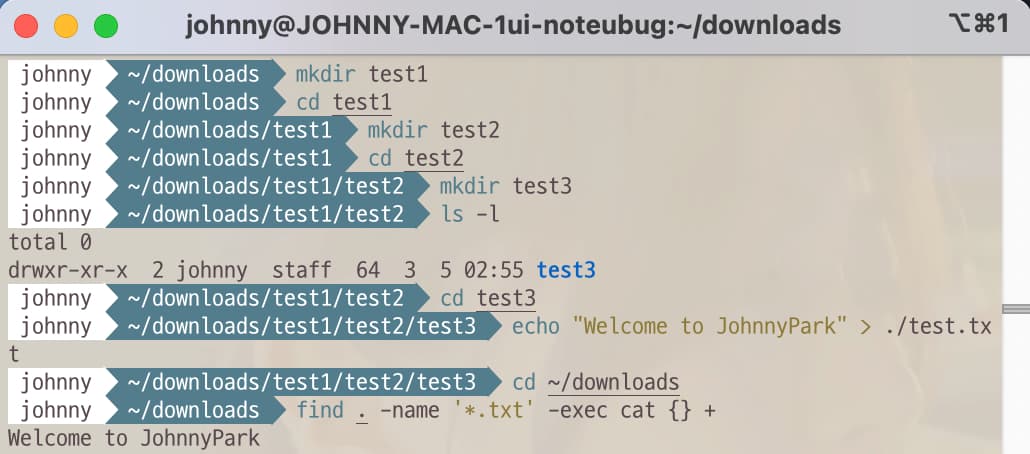 johnny@JOHNNY-MAC-1ui-noteubug:~/downloads ⌥⌘1
johnny ~/downloads mkdir test1
johnny ~/downloads cd test1
johnny ~/downloads/test1 mkdir test2
johnny ~/downloads/test1 cd test2
johnny ~/downloads/test1/test2 mkdir test3
johnny ~/downloads/test1/test2 ls -l
total 0
drwxr-xr-x 2 johnny staff 64 3 5 02:55 test3
johnny ~/downloads/test1/test2 cd test3
johnny ~/downloads/test1/test2/test3 echo "Welcome to JohnnyPark" > ./test.tx
t
johnny ~/downloads/test1/test2/test3 cd ~/downloads
johnny ~/downloads find . -name '*.txt' -exec cat {} +
Welcome to JohnnyPark